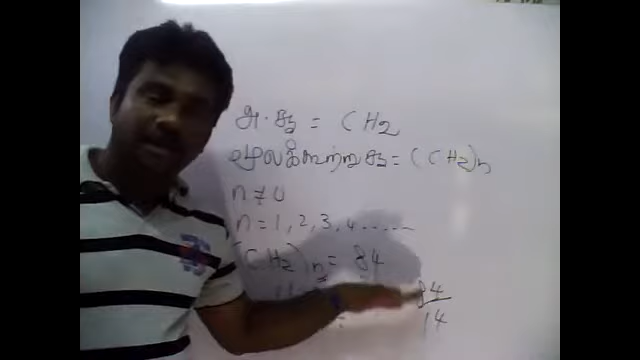 அ.சூ = CH2
மூலக்கூற்று சூ = (CH2)n
n ≠ 0
n = 1, 2, 3, 4 .....
(CH2)n = 84
84
14